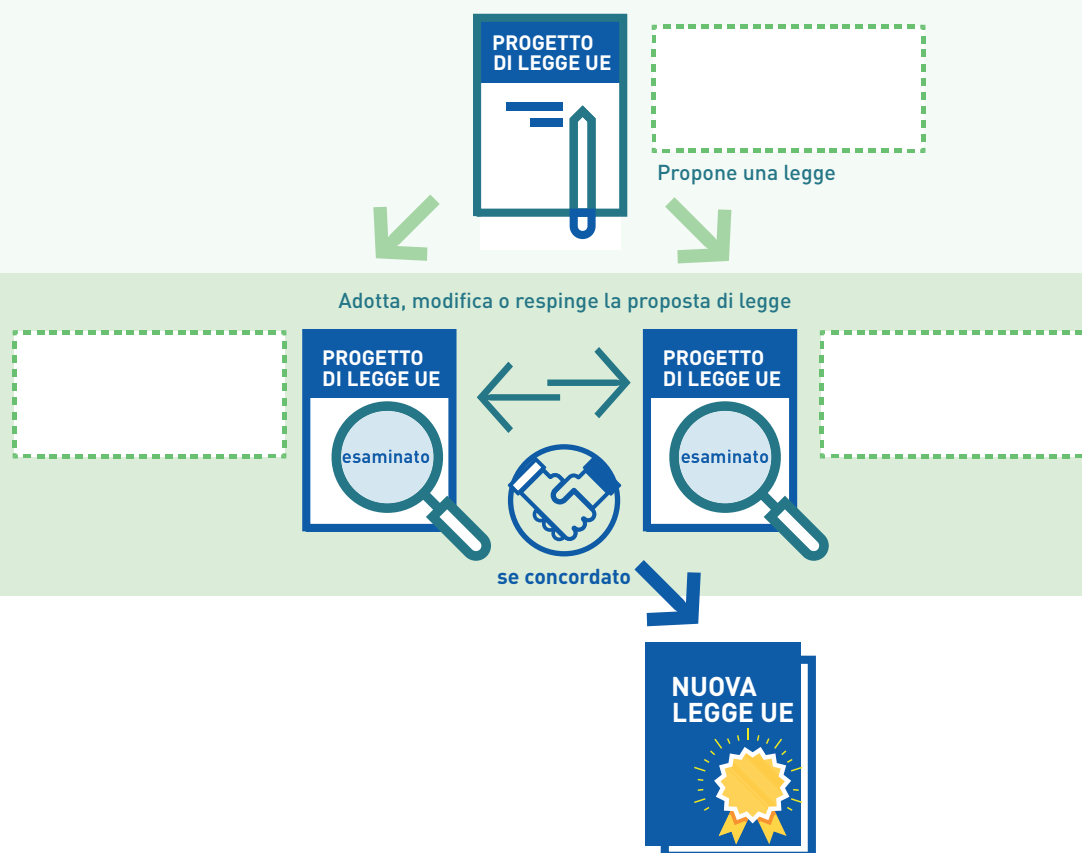 PROGETTO
DI LEGGE UE
Propone una legge
Adotta, modifica o respinge la proposta di legge
PROGETTO
DI LEGGE UE
esaminato
PROGETTO
DI LEGGE UE
esaminato
se concordato
NUOVA
LEGGE UE